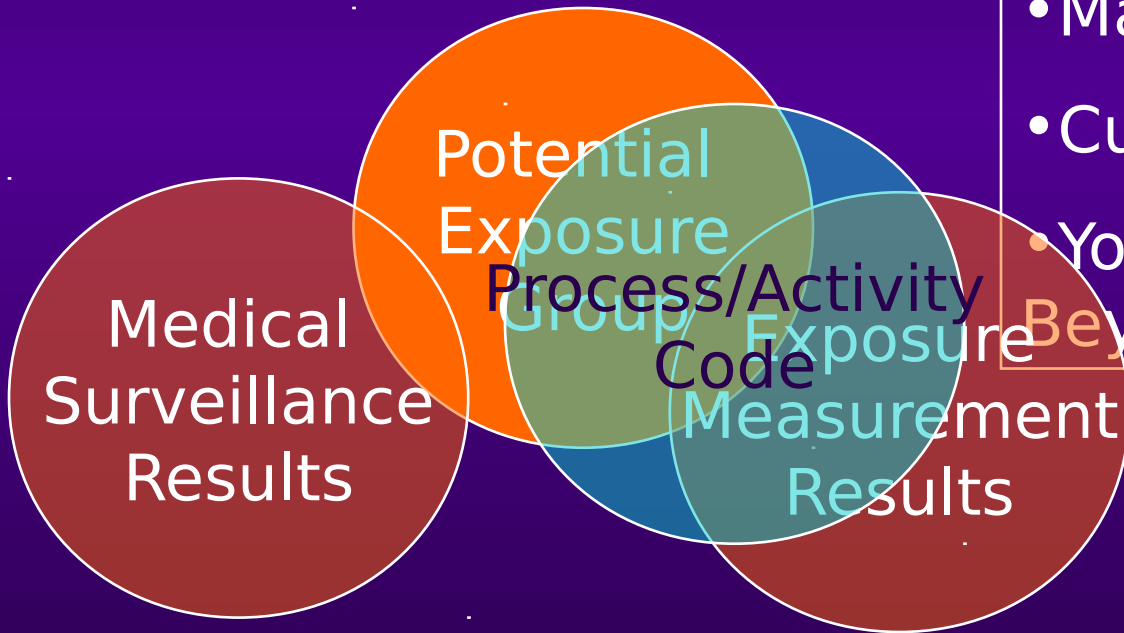 Potential
Exposure
Group
Process/Activity
Code
Medical
Surveillance
Results
Exposure
Measurement
Results